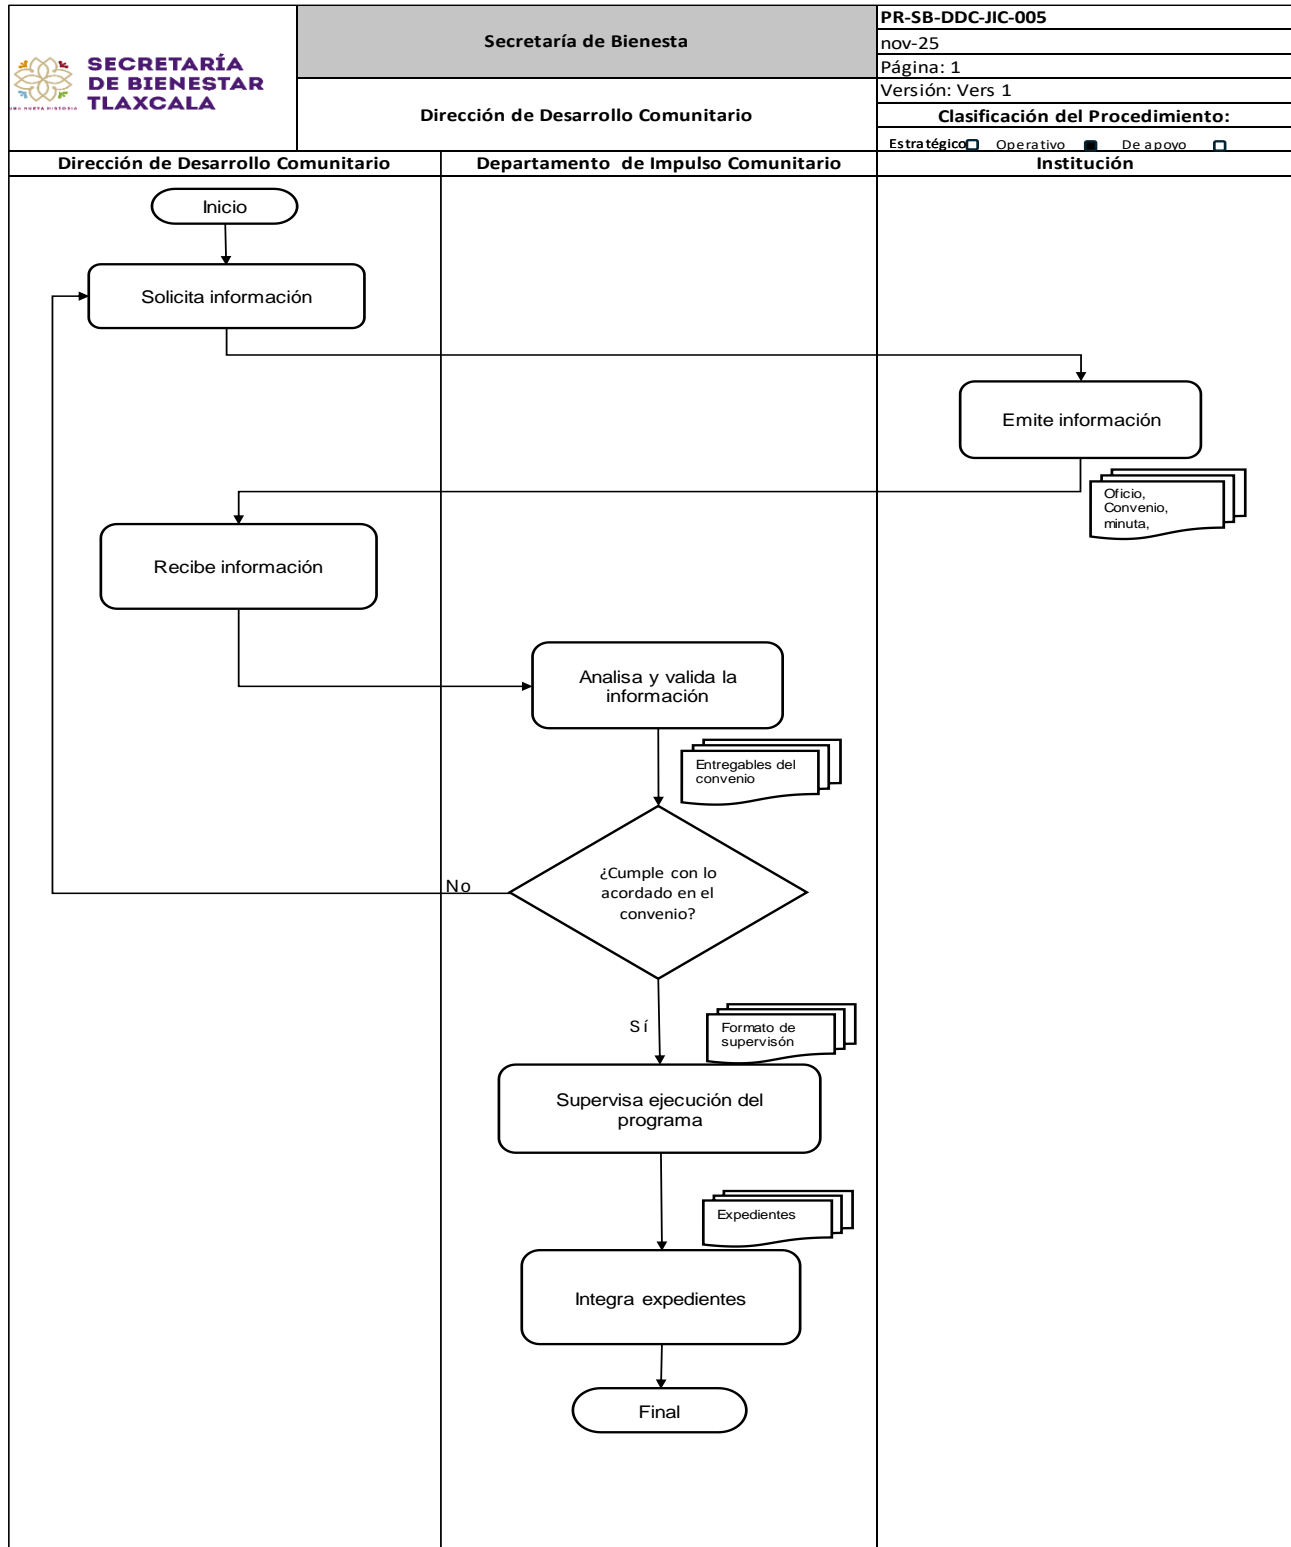 SECRETARÍA
DE BIENESTAR
TLAXCALA
UNA NUEVA HISTORIA
Secretaría de Bienesta
Dirección de Desarrollo Comunitario
PR-SB-DDC-JIC-005
nov-25
Página: 1
Versión: Vers 1
Clasificación del Procedimiento:
Estratégico Operativo De apoyo
Dirección de Desarrollo Comunitario
Departamento de Impulso Comunitario
Institución
Inicio
Solicita información
Emite información
Oficio,
Convenio,
minuta,
Recibe información
Analisa y valida la
información
Entregables del
convenio
¿Cumple con lo
acordado en el
convenio?
No
Sí
Formato de
supervisón
Supervisa ejecución del
programa
Expedientes
Integra expedientes
Final